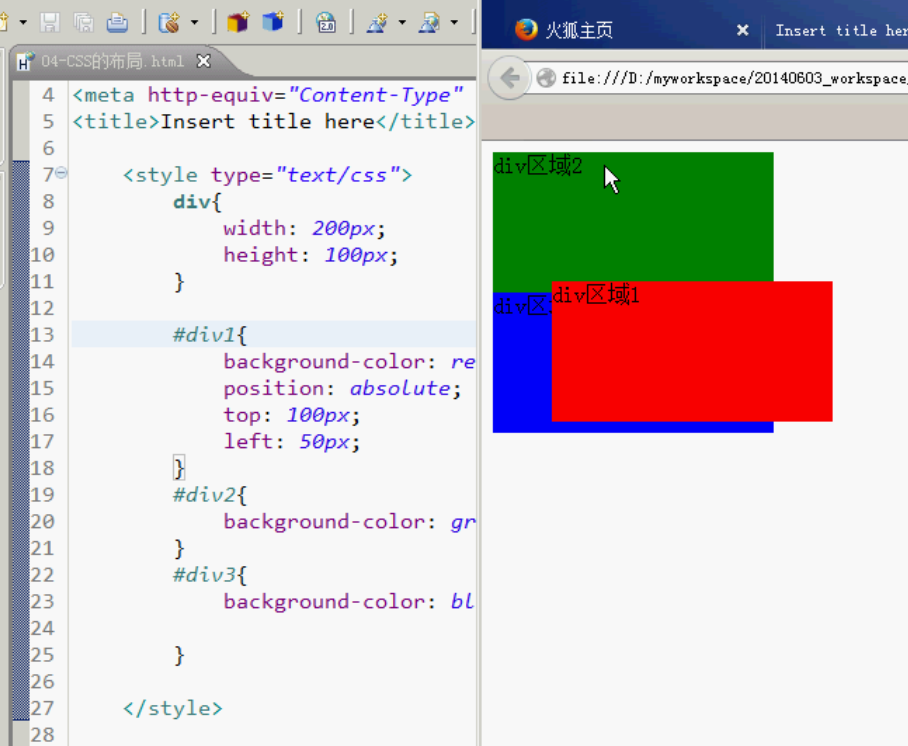 04-CSS的布局.html
4 <meta http-equiv="Content-Type"
5 <title>Insert title here</title>
6
7 <style type="text/css">
8 div{
9 width: 200px;
10 height: 100px;
11 }
12
13 #div1{
14 background-color: re
15 position: absolute;
16 top: 100px;
17 left: 50px;
18 }
19 #div2{
20 background-color: gr
21 }
22 #div3{
23 background-color: bl
24
25 }
26
27 </style>
28
火狐主页
Insert title her
file:///D:/myworkspace/20140603_workspace
div区域2
div区域1
div区